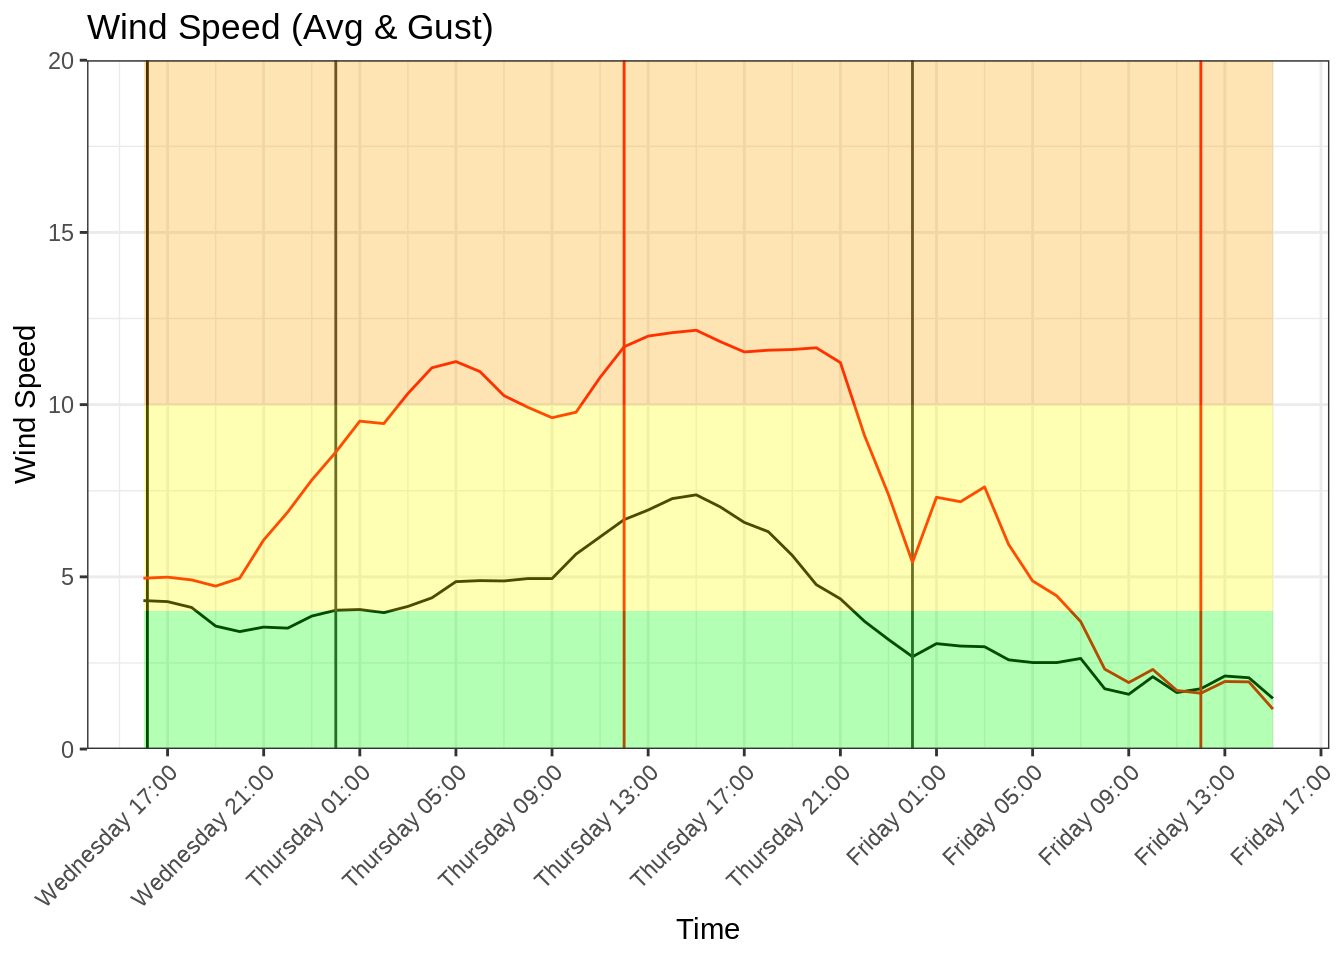 Wind Speed (Avg & Gust)
20
15
10
5
0
Wind Speed
Wednesday 17:00
Wednesday 21:00
Thursday 01:00
Thursday 05:00
Thursday 09:00
Thursday 13:00
Thursday 17:00
Thursday 21:00
Friday 01:00
Friday 05:00
Friday 09:00
Friday 13:00
Friday 17:00
Time